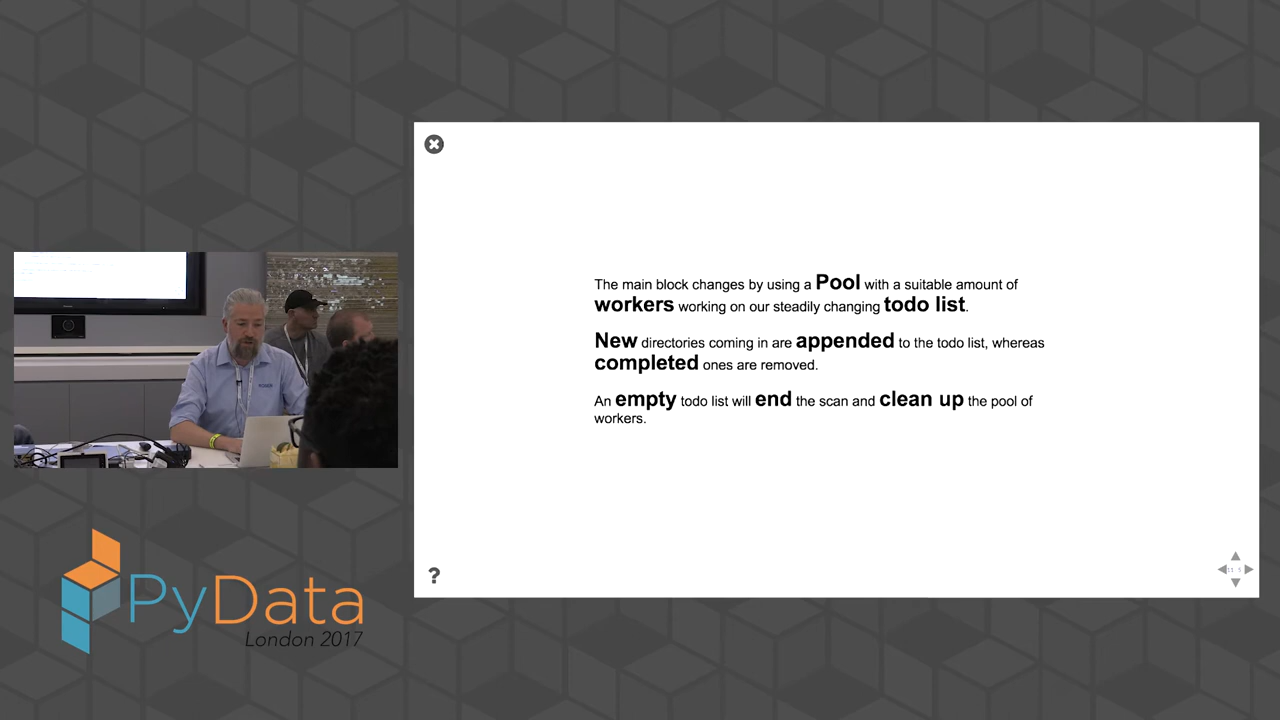 The main block changes by using a Pool with a suitable amount of
workers working on our steadily changing todo list.
New directories coming in are appended to the todo list, whereas
completed ones are removed.
An empty todo list will end the scan and clean up the pool of
workers.
?
PyData
London 2017